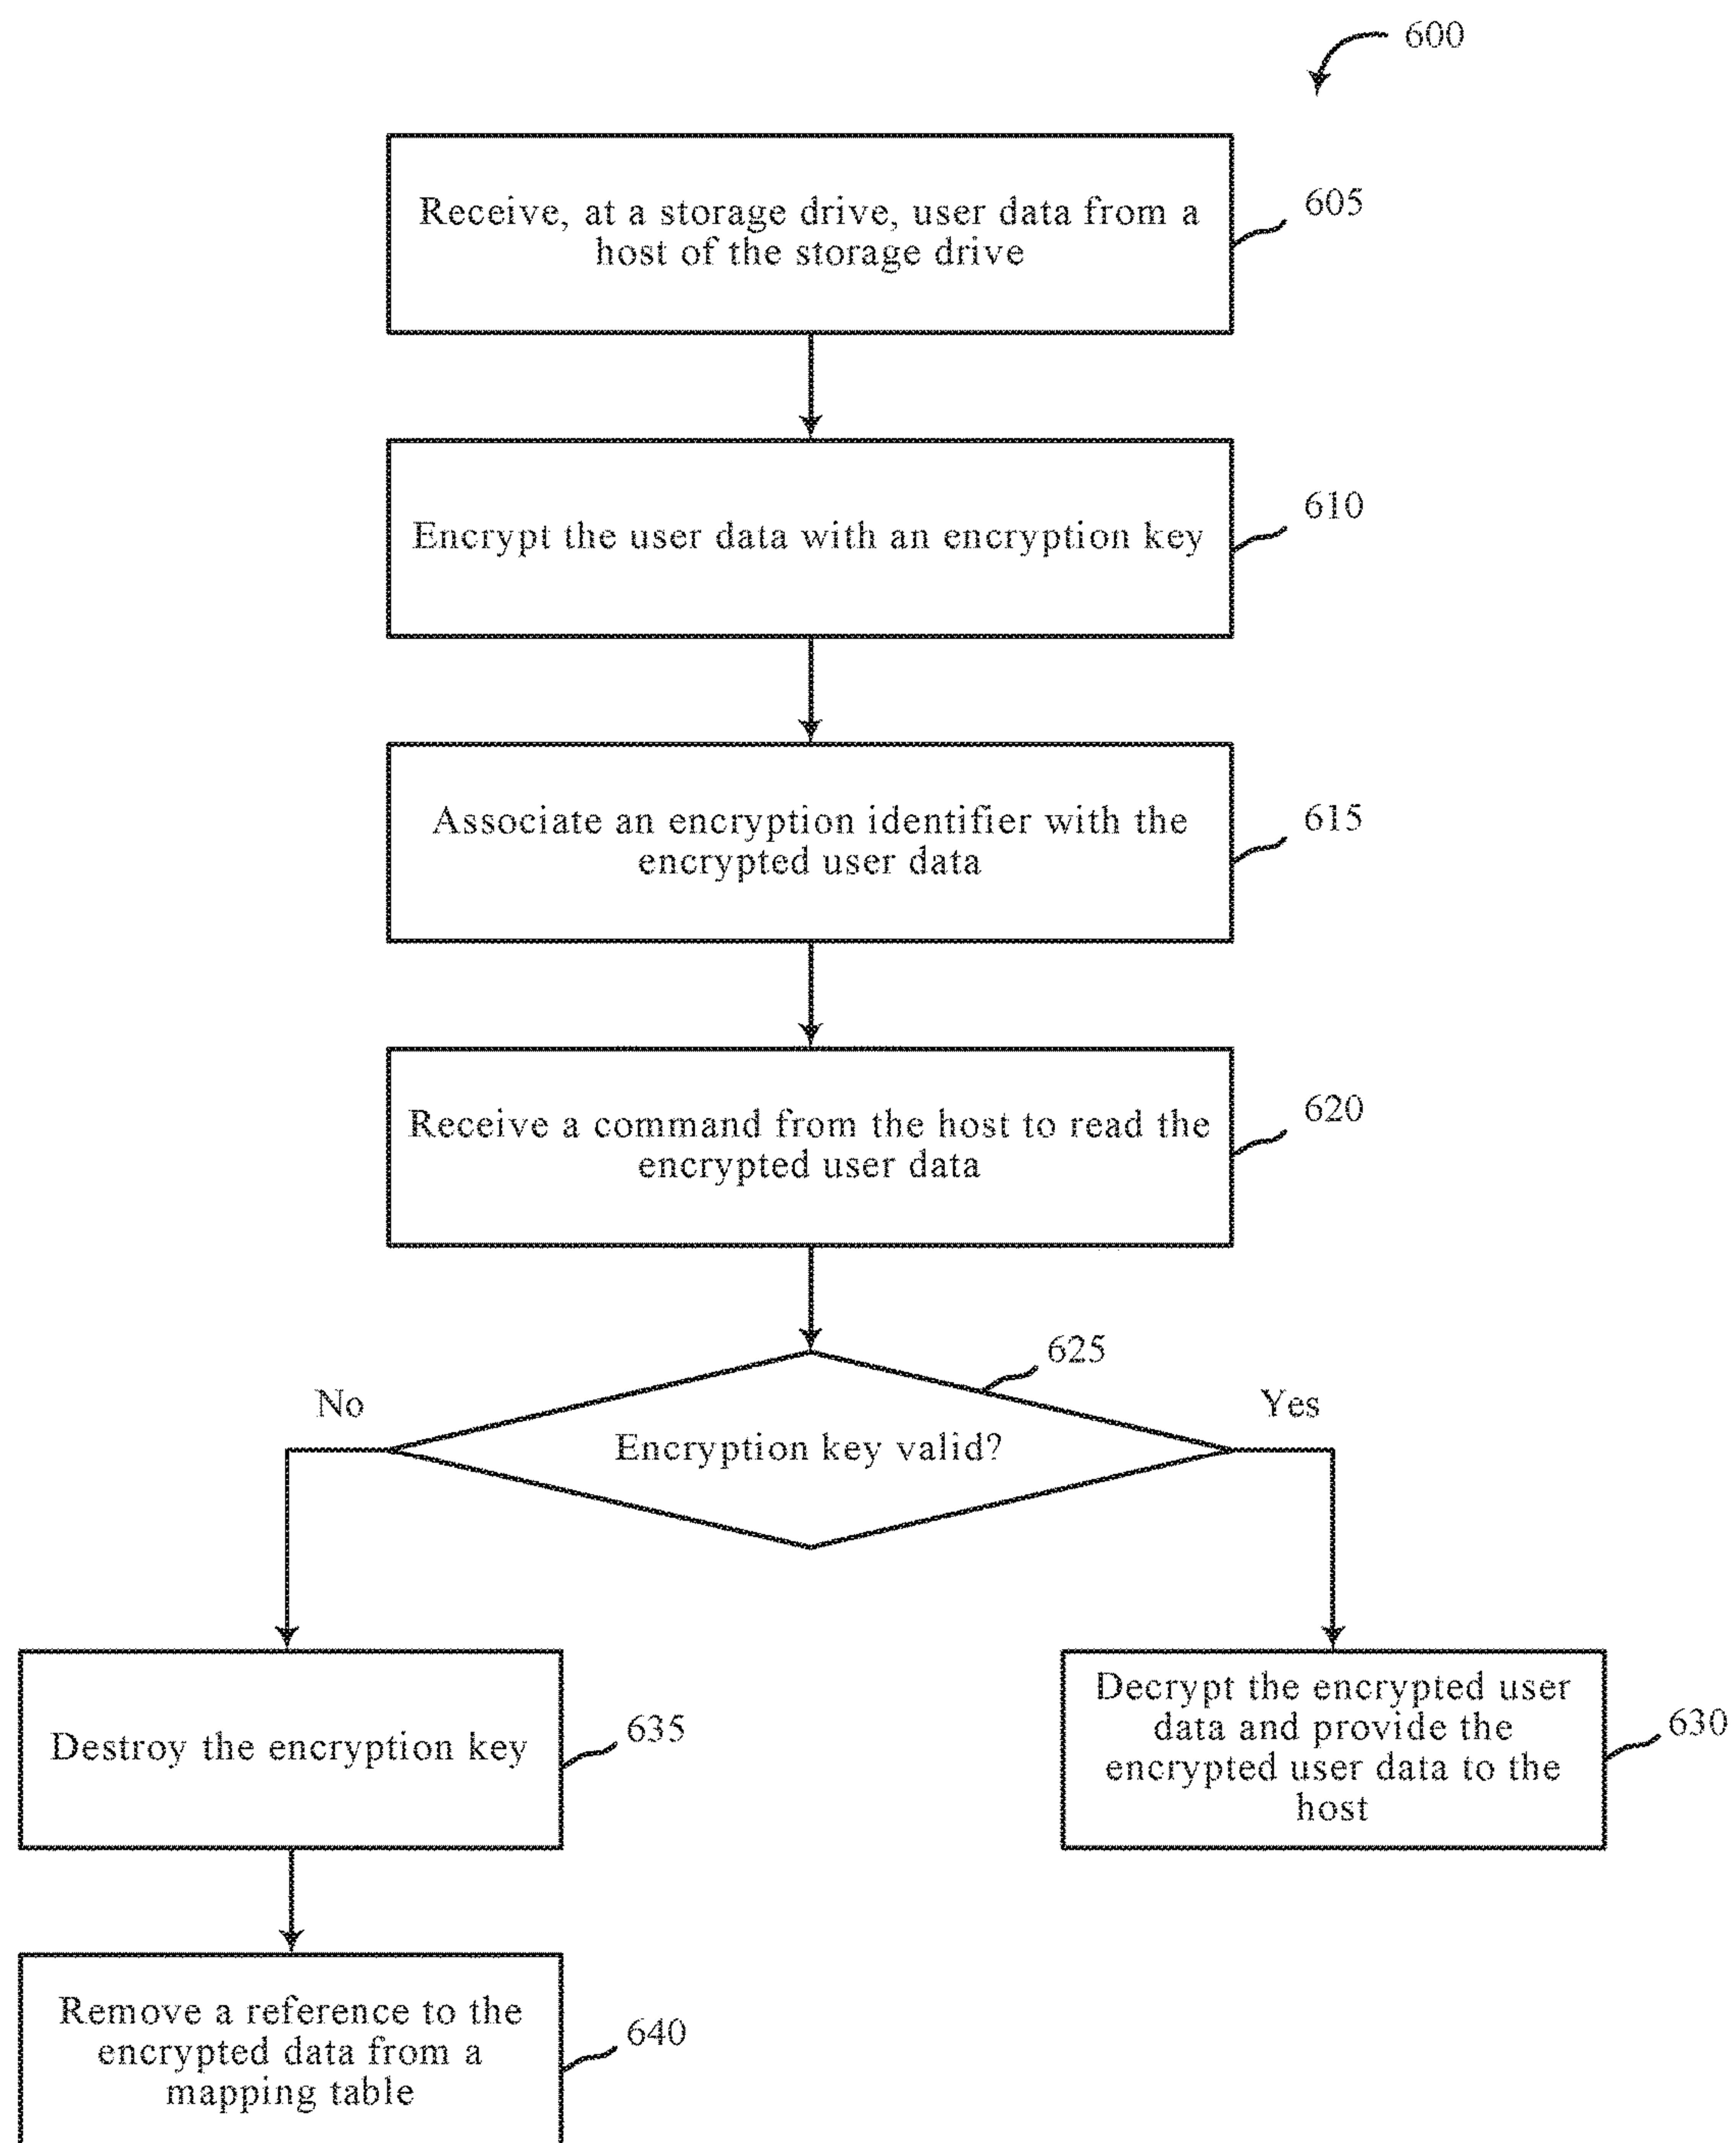 600
Receive, at a storage drive, user data from a
host of the storage drive
605
Encrypt the user data with an encryption key
610
Associate an encryption identifier with the
encrypted user data
615
Receive a command from the host to read the
encrypted user data
620
625
No
Yes
Encryption key valid?
Destroy the encryption key
635
Decrypt the encrypted user
data and provide the
encrypted user data to the
host
630
Remove a reference to the
encrypted data from a
mapping table
640